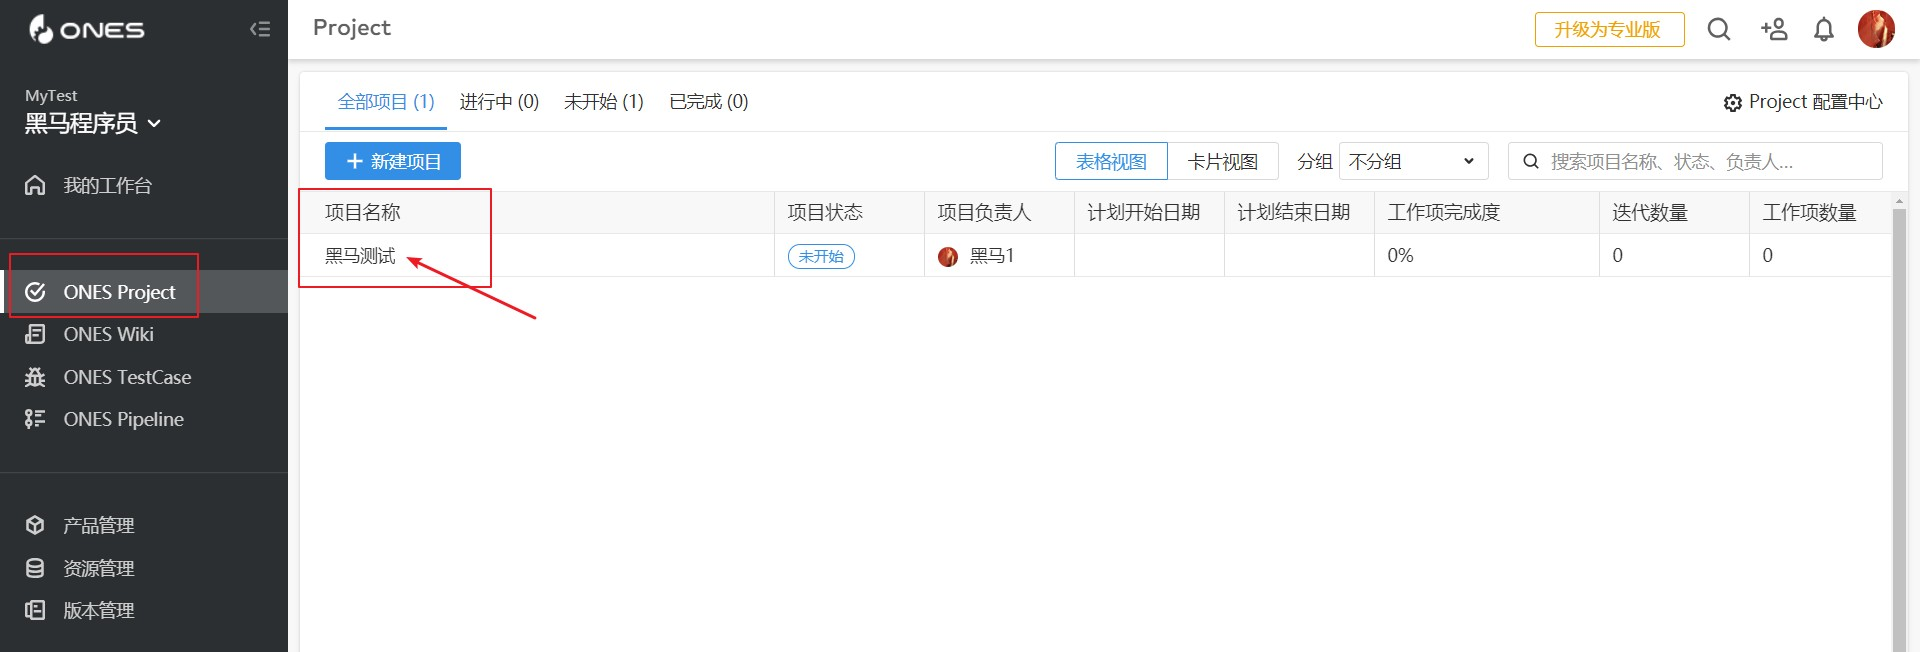 ONES
Project
升级为专业版
MyTest
黑马程序员
我的工作台
ONES Project
ONES Wiki
ONES TestCase
ONES Pipeline
产品管理
资源管理
版本管理
全部项目 (1) 进行中 (0) 未开始 (1) 已完成 (0)
Project 配置中心
新建项目
表格视图 卡片视图 分组 不分组 搜索项目名称、状态、负责人...
项目名称 项目状态 项目负责人 计划开始日期 计划结束日期 工作项完成度 迭代数量 工作项数量
黑马测试 未开始 黑马1 0% 0 0